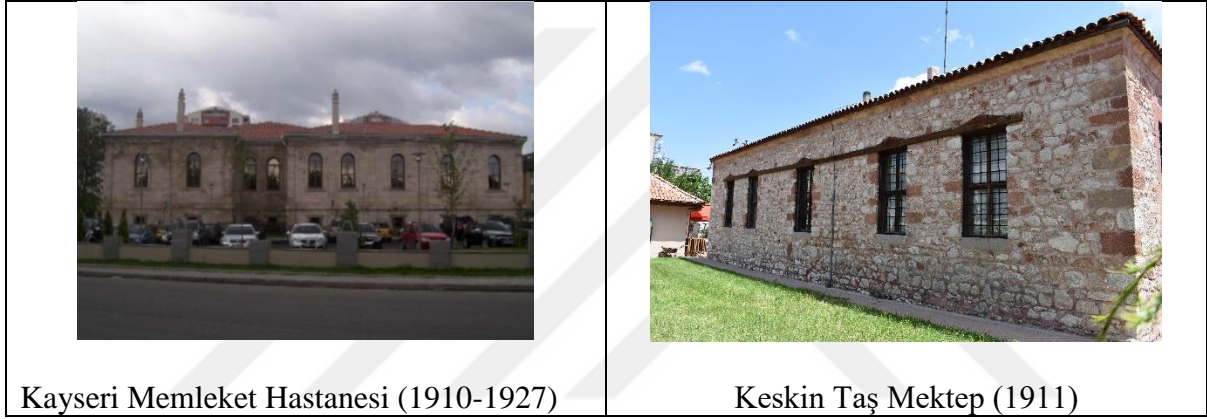 Kayseri Memleket Hastanesi (1910-1927)
Keskin Taş Mektep (1911)